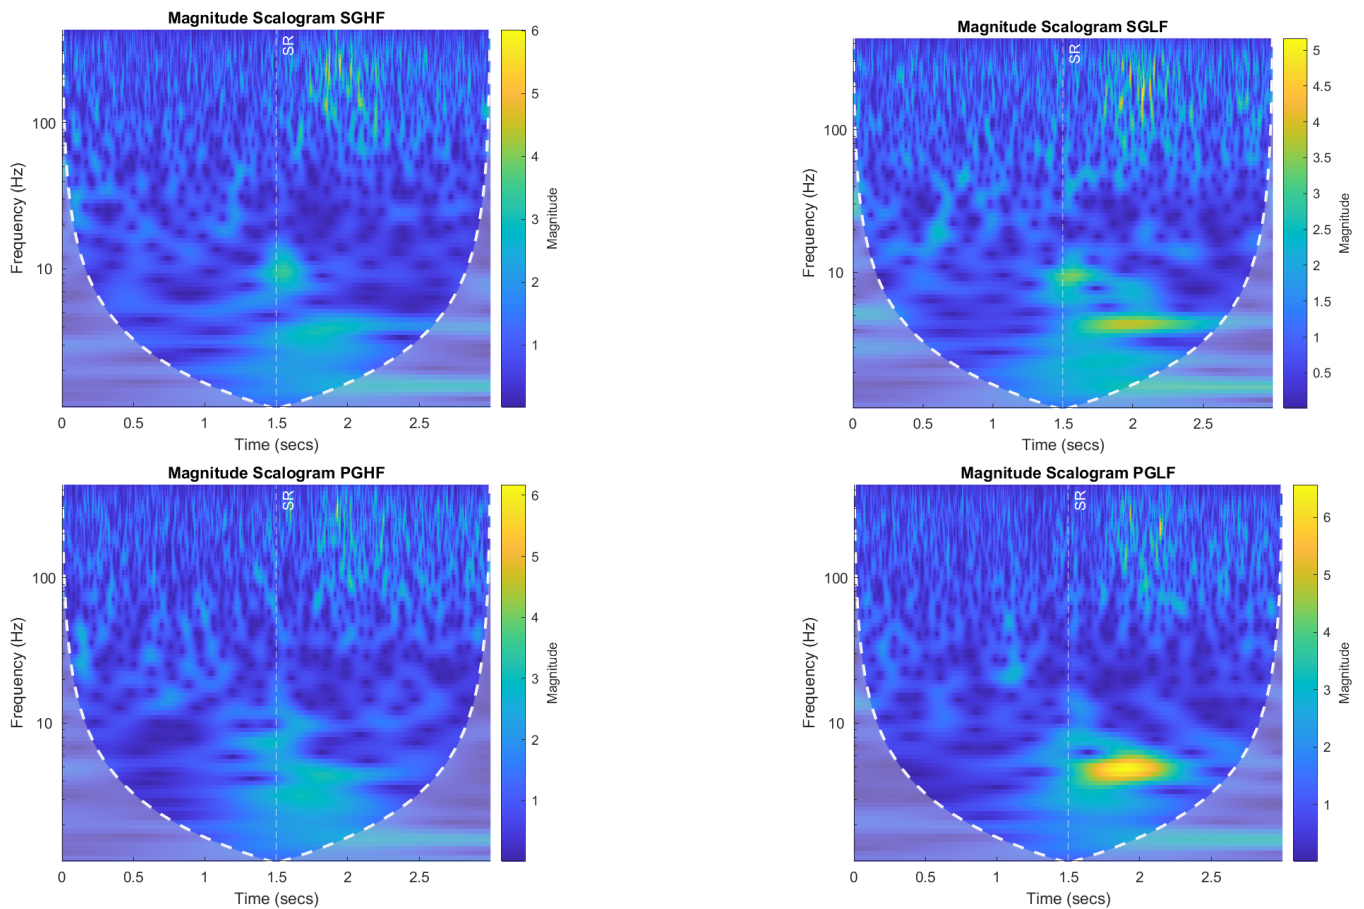 Magnitude Scalogram SGHF
SR
6
5
4
3
2
1
Magnitude
100
10
Frequency (Hz)
0 0.5 1 1.5 2 2.5
Time (secs)
Magnitude Scalogram SGLF
SR
5
4.5
4
3.5
3
2.5
2
1.5
1
0.5
Magnitude
100
10
Frequency (Hz)
0 0.5 1 1.5 2 2.5
Time (secs)
Magnitude Scalogram PGHF
SR
6
5
4
3
2
1
Magnitude
100
10
Frequency (Hz)
0 0.5 1 1.5 2 2.5
Time (secs)
Magnitude Scalogram PGLF
SR
6
5
4
3
2
1
Magnitude
100
10
Frequency (Hz)
0 0.5 1 1.5 2 2.5
Time (secs)